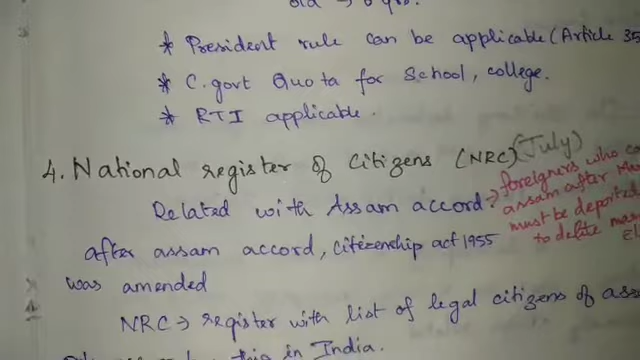 * President rule can be applicable (Article 35
* C. govt Quota for School, college.
* RTI applicable.
4. National register of Citizens (NRC) (July)
Related with Assam accord?
foreigners who
assam after
must be deported
to
after assam accord, citizenship act 1955
was amended
NRC → register with list of legal citizens of
in India.